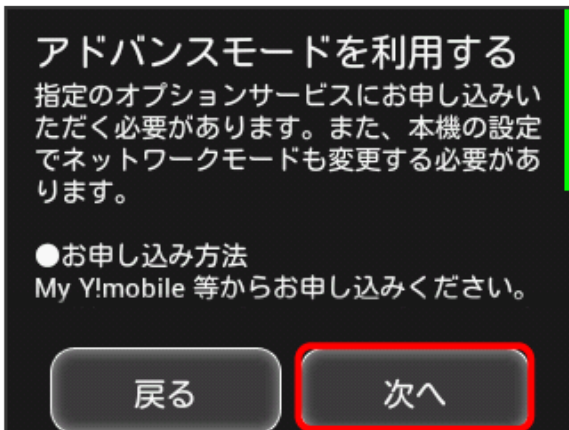 アドバンスモードを利用する
指定のオプションサービスにお申し込みい
ただく必要があります。また、本機の設定
でネットワークモードも変更する必要があ
ります。
●お申し込み方法
My Y!mobile 等からお申し込みください。
戻る
次へ